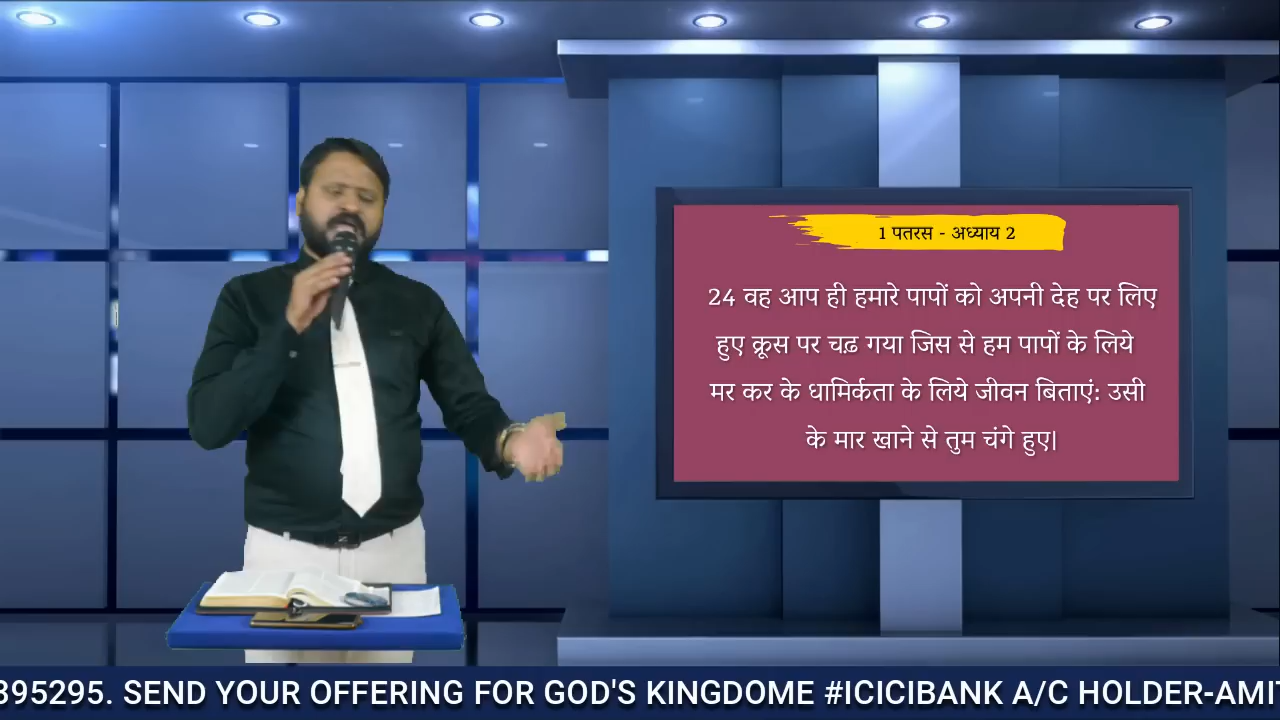 1 पतरस - अध्याय 2
24 वह आप ही हमारे पापों को अपनी देह पर लिए
हुए क्रूस पर चढ़ गया जिस से हम पापों के लिये
मर कर के धामिर्कता के लिये जीवन बिताएं: उसी
के मार खाने से तुम चंगे हुए|
395295. SEND YOUR OFFERING FOR GOD'S KINGDOME #ICICIBANK A/C HOLDER-AMIT